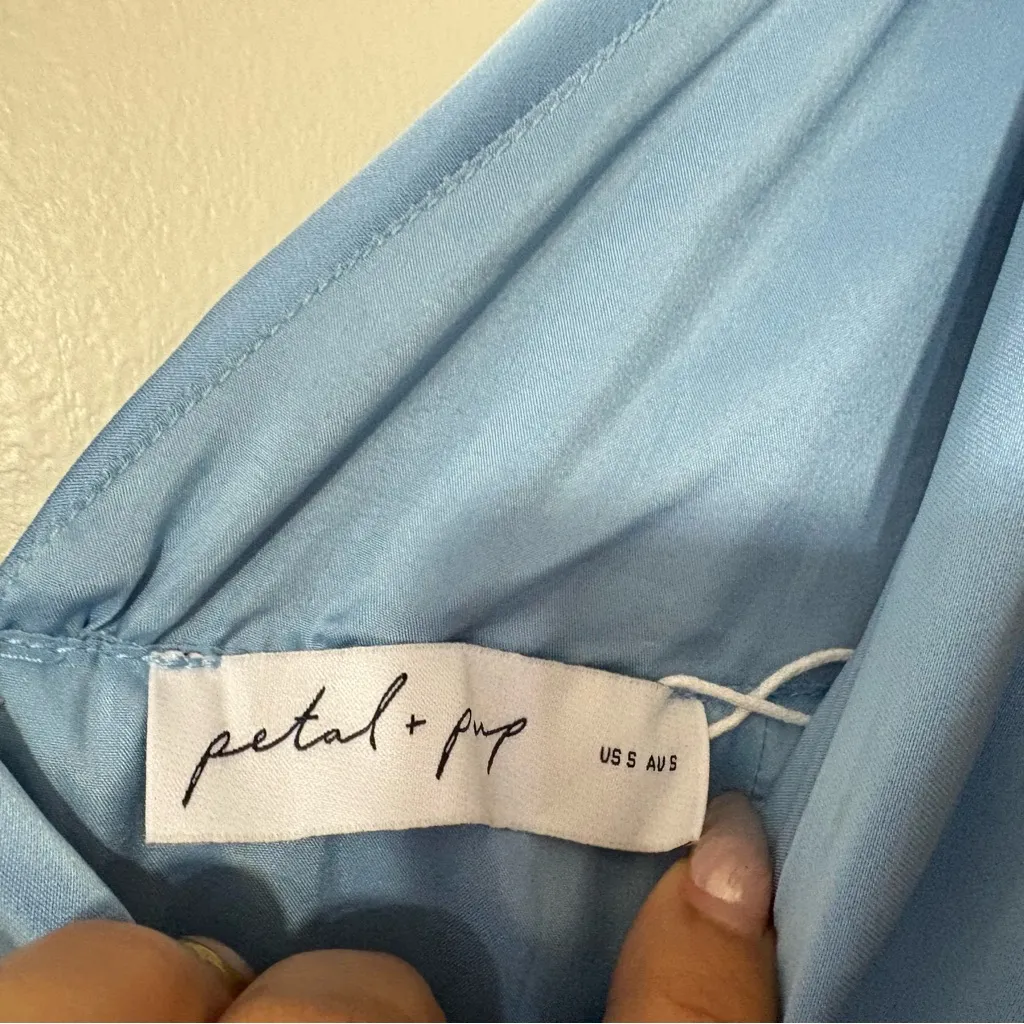 petal + pup
US S AU S